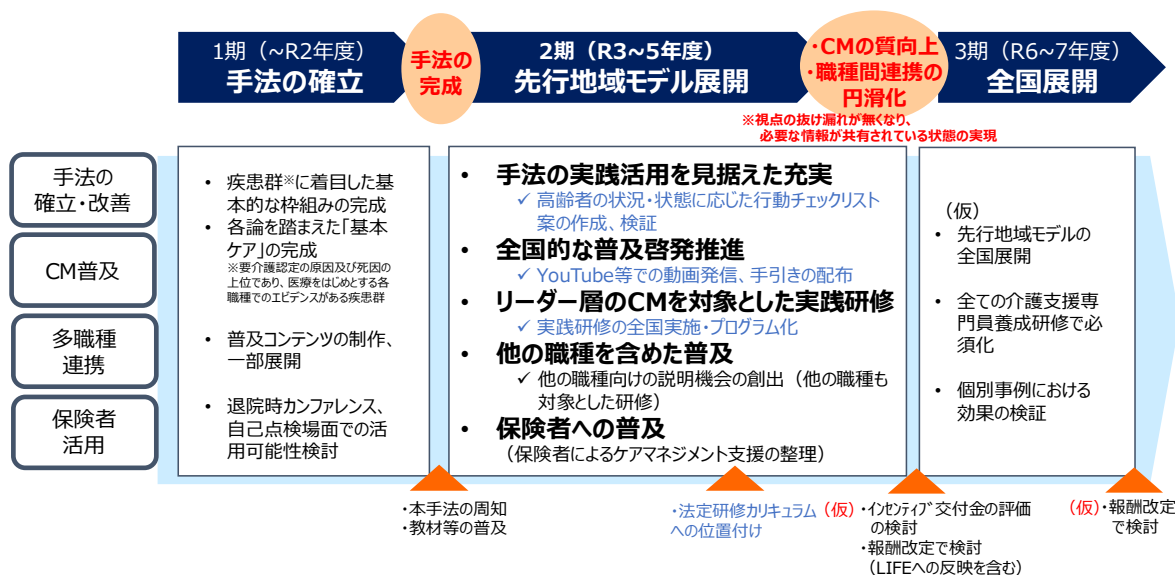 1期（~R2年度）
手法の確立
手法の
完成
2期（R3~5年度）
先行地域モデル展開
・CMの質向上
・職種間連携の
円滑化
3期（R6~7年度）
全国展開
※視点の抜け漏れが無くなり、
必要な情報が共有されている状態の実現
手法の
確立・改善
CM普及
多職種
連携
保険者
活用
• 疾患群※に着目した基
本的な枠組みの完成
• 各論を踏まえた「基本
ケア」の完成
※要介護認定の原因及び死因の
上位であり、医療をはじめとする各
職種でのエビデンスがある疾患群
• 普及コンテンツの制作、
一部展開
• 退院時カンファレンス、
自己点検場面での活
用可能性検討
• 手法の実践活用を見据えた充実
✓ 高齢者の状況・状態に応じた行動チェックリスト
案の作成、検証
• 全国的な普及啓発推進
✓ YouTube等での動画発信、手引きの配布
• リーダー層のCMを対象とした実践研修
✓ 実践研修の全国実施・プログラム化
• 他の職種を含めた普及
✓ 他の職種向けの説明機会の創出（他の職種も
対象とした研修）
• 保険者への普及
（保険者によるケアマネジメント支援の整理）
（仮）
• 先行地域モデルの
全国展開
• 全ての介護支援専
門員養成研修で必
須化
• 個別事例における
効果の検証
・本手法の周知
・教材等の普及
・法定研修カリキュラム
への位置付け
（仮）・インセンティブ交付金の評価
の検討
・報酬改定で検討
（LIFEへの反映を含む）
（仮）・報酬改定
で検討